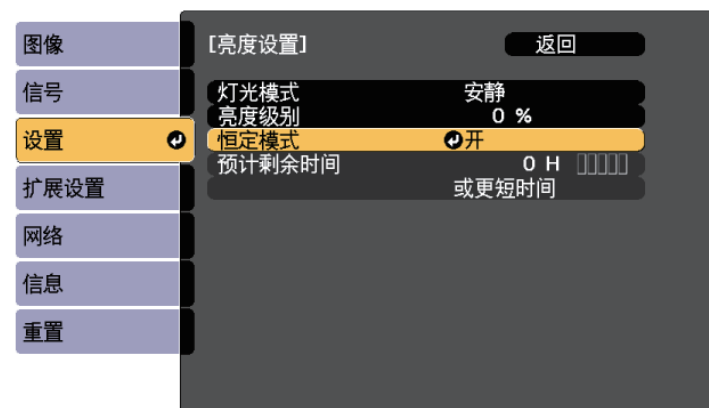 图像
信号
设置
扩展设置
网络
信息
重置
[亮度设置] 返回
灯光模式 安静
亮度级别 0 %
恒定模式 开
预计剩余时间 0 H
或更短时间